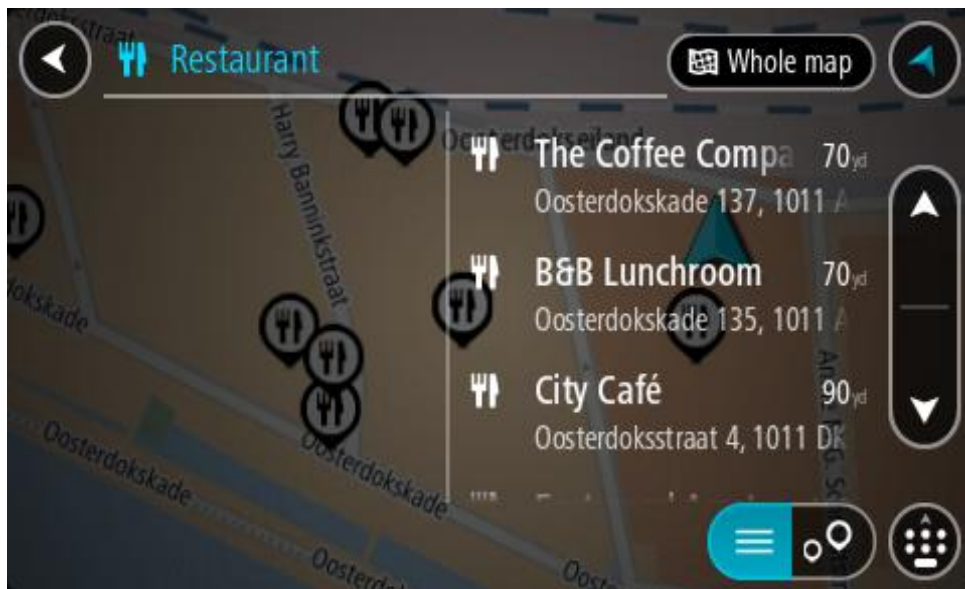 Restaurant
Whole map
Harry Banninkstraat
Oosterdokseiland
The Coffee Compa
70yd
Oosterdokskade 137, 1011 A
B&B Lunchroom
70yd
Oosterdokskade 135, 1011 A
City Café
90yd
Oosterdoksstraat 4, 1011 DK
Oosterdokskade
Oosterdokskade